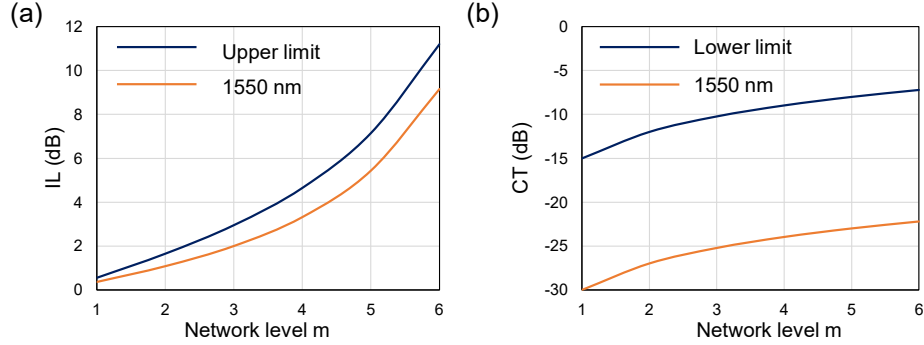 (a)
12
10
8
6
4
2
0
IL (dB)
Upper limit
1550 nm
1 2 3 4 5 6
Network level m
(b)
0
-5
-10
-15
-20
-25
-30
CT (dB)
Lower limit
1550 nm
1 2 3 4 5 6
Network level m